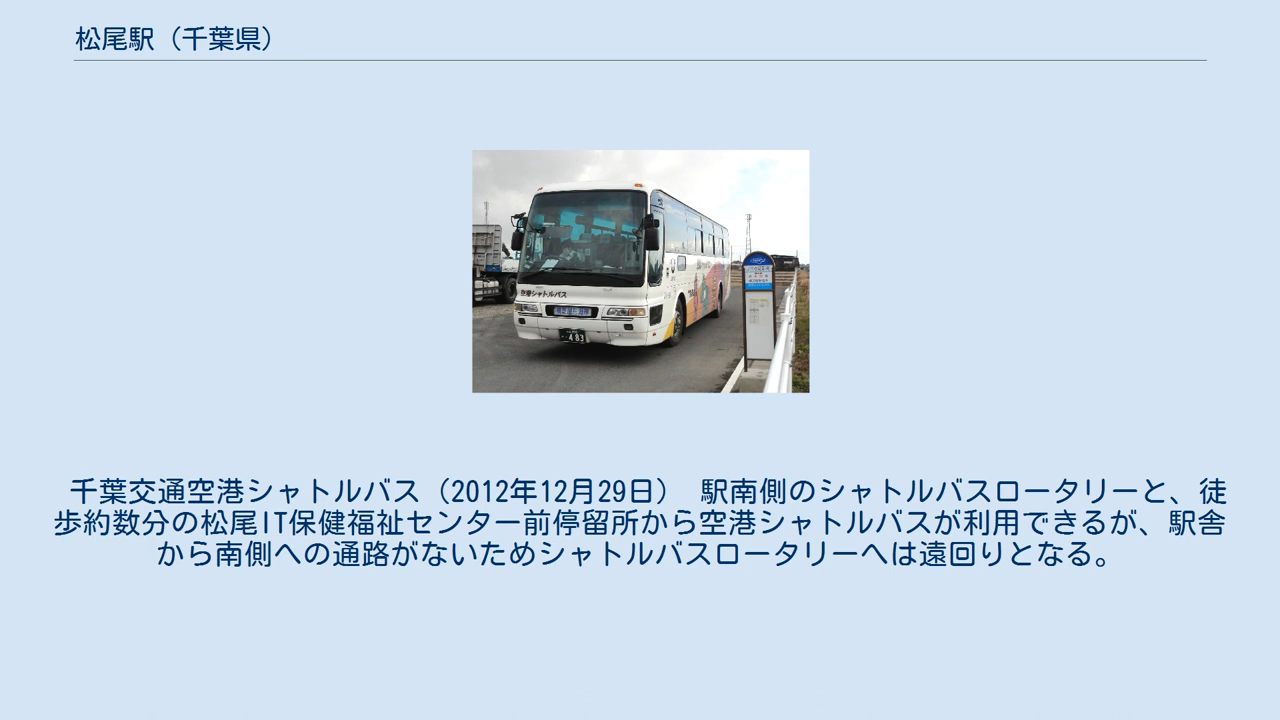 松尾駅（千葉県）
空港シャトルバス
483
千葉交通空港シャトルバス（2012年12月29日） 駅南側のシャトルバスロータリーと、徒
歩約数分の松尾IT保健福祉センター前停留所から空港シャトルバスが利用できるが、駅舎
から南側への通路がないためシャトルバスロータリーへは遠回りとなる。